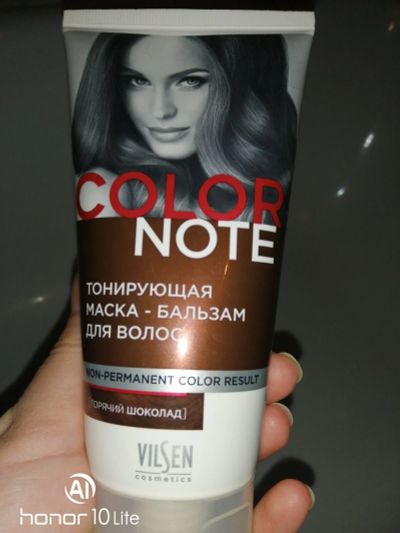 COLOR
NOTE
ТОНИРУЮЩАЯ
МАСКА - БАЛЬЗАМ
ДЛЯ ВОЛОС
NON-PERMANENT COLOR RESULT
[ГОРЯЧИЙ ШОКОЛАД]
VILSEN
cosmetics
AI
honor 10 Lite